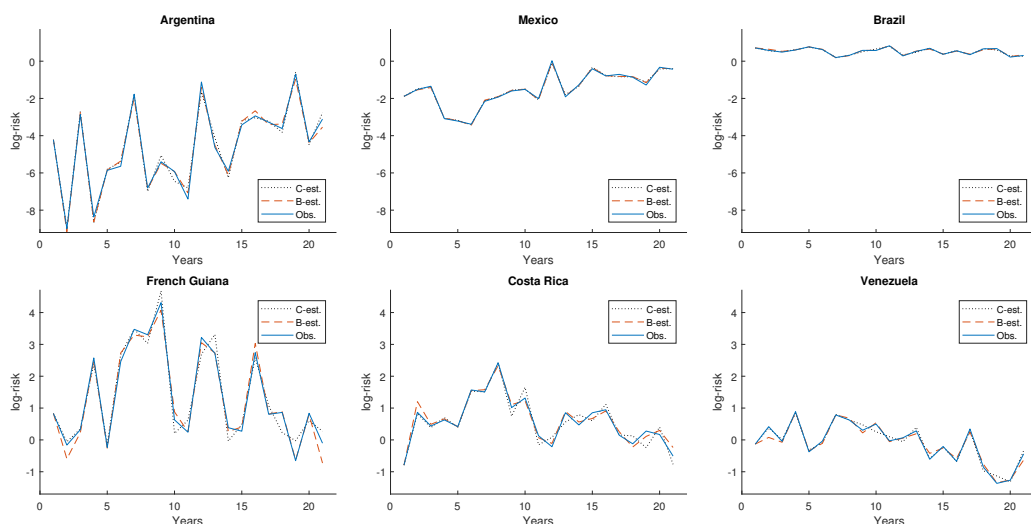 Argentina
log-risk
0
-2
-4
-6
-8
C-est.
B-est.
Obs.
0 5 10 15 20
Years
Mexico
log-risk
0
-2
-4
-6
-8
C-est.
B-est.
Obs.
0 5 10 15 20
Years
Brazil
log-risk
0
-2
-4
-6
-8
C-est.
B-est.
Obs.
0 5 10 15 20
Years
French Guiana
log-risk
4
3
2
1
0
-1
C-est.
B-est.
Obs.
0 5 10 15 20
Years
Costa Rica
log-risk
4
3
2
1
0
-1
C-est.
B-est.
Obs.
0 5 10 15 20
Years
Venezuela
log-risk
4
3
2
1
0
-1
C-est.
B-est.
Obs.
0 5 10 15 20
Years